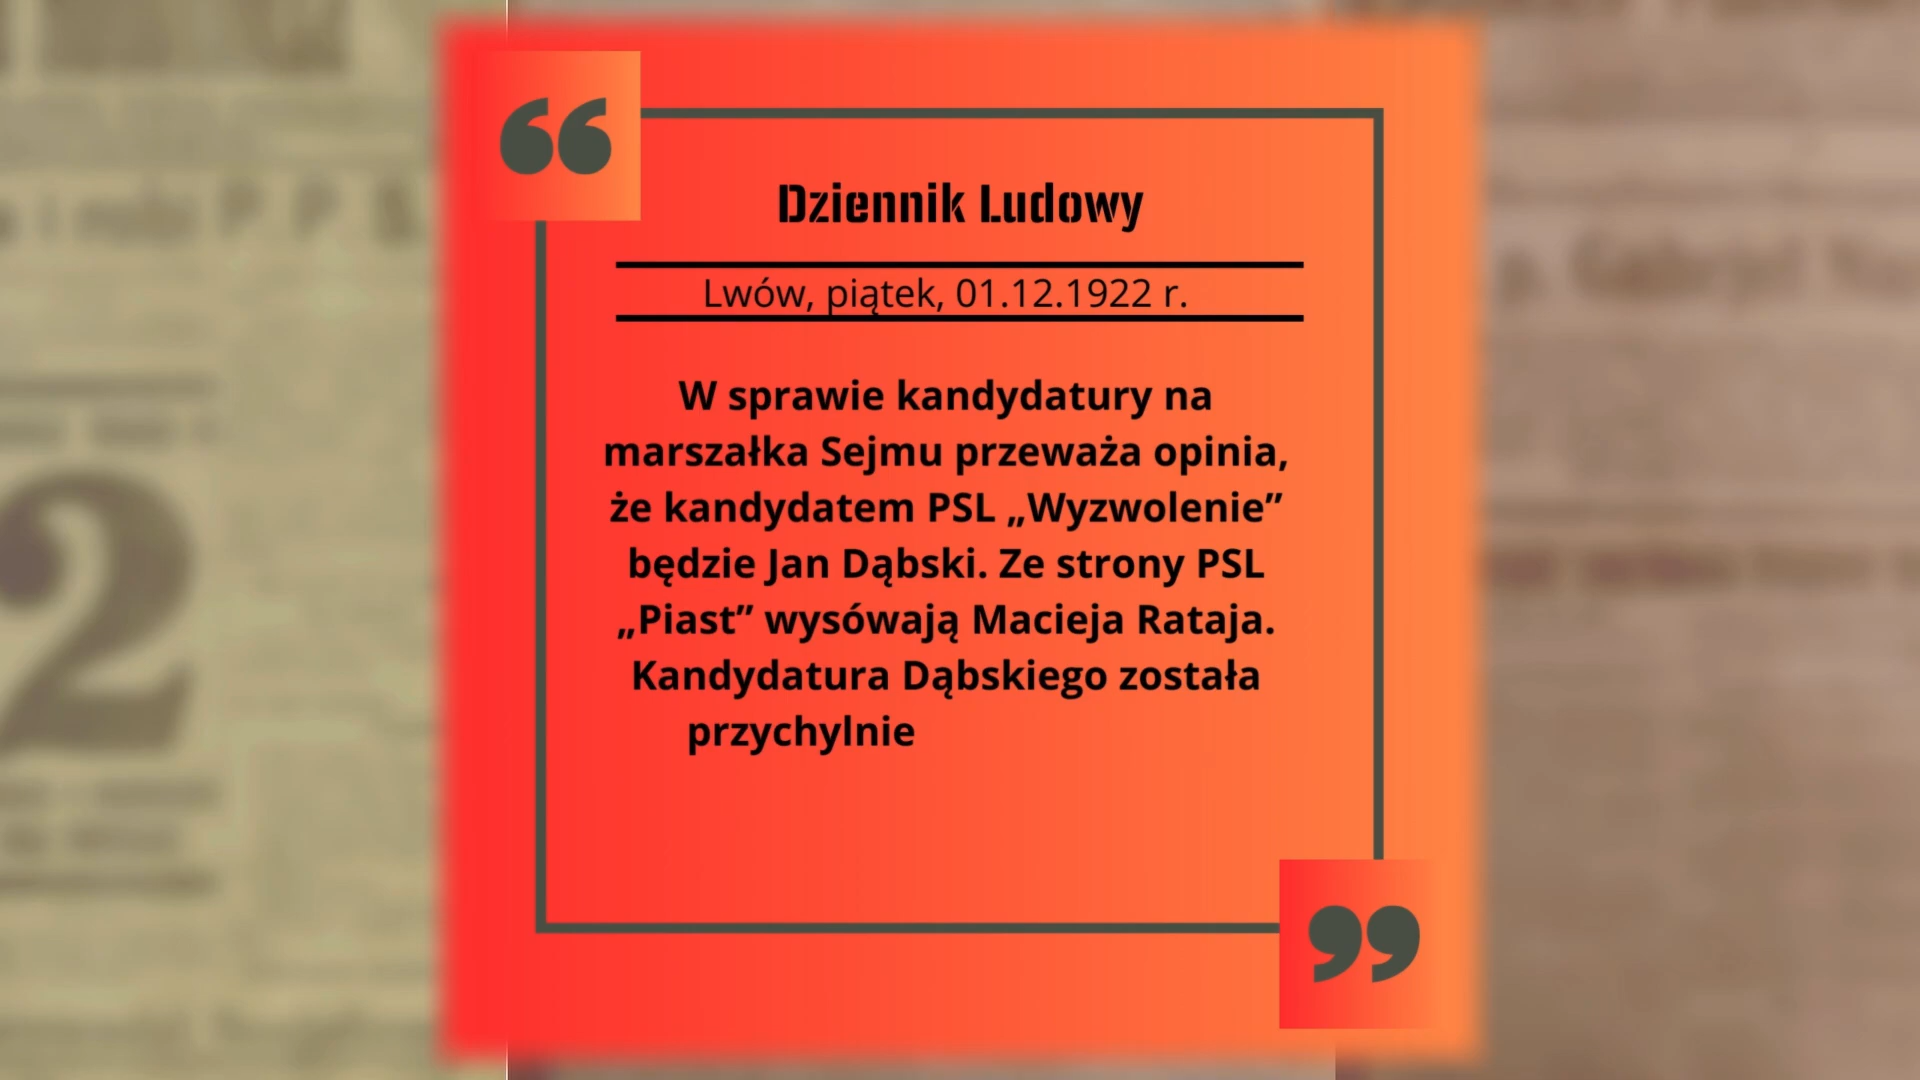 Dziennik Ludowy
Lwów, piątek, 01.12.1922 r.
W sprawie kandydatury na
marszałka Sejmu przeważa opinia,
że kandydatem PSL „Wyzwolenie”
będzie Jan Dąbski. Ze strony PSL
„Piast” wysówają Macieja Rataja.
Kandydatura Dąbskiego została
przychylnie
2
P. P. S.